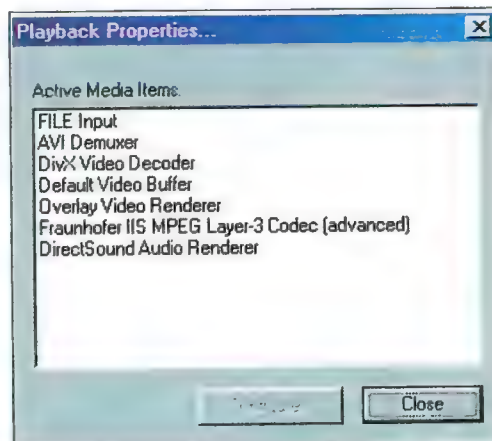 Playback Properties...
Active Media Items:
FILE Input
AVI Demuxer
DivX Video Decoder
Default Video Buffer
Overlay Video Renderer
Fraunhofer IIS MPEG Layer-3 Codec (advanced)
DirectSound Audio Renderer
Close